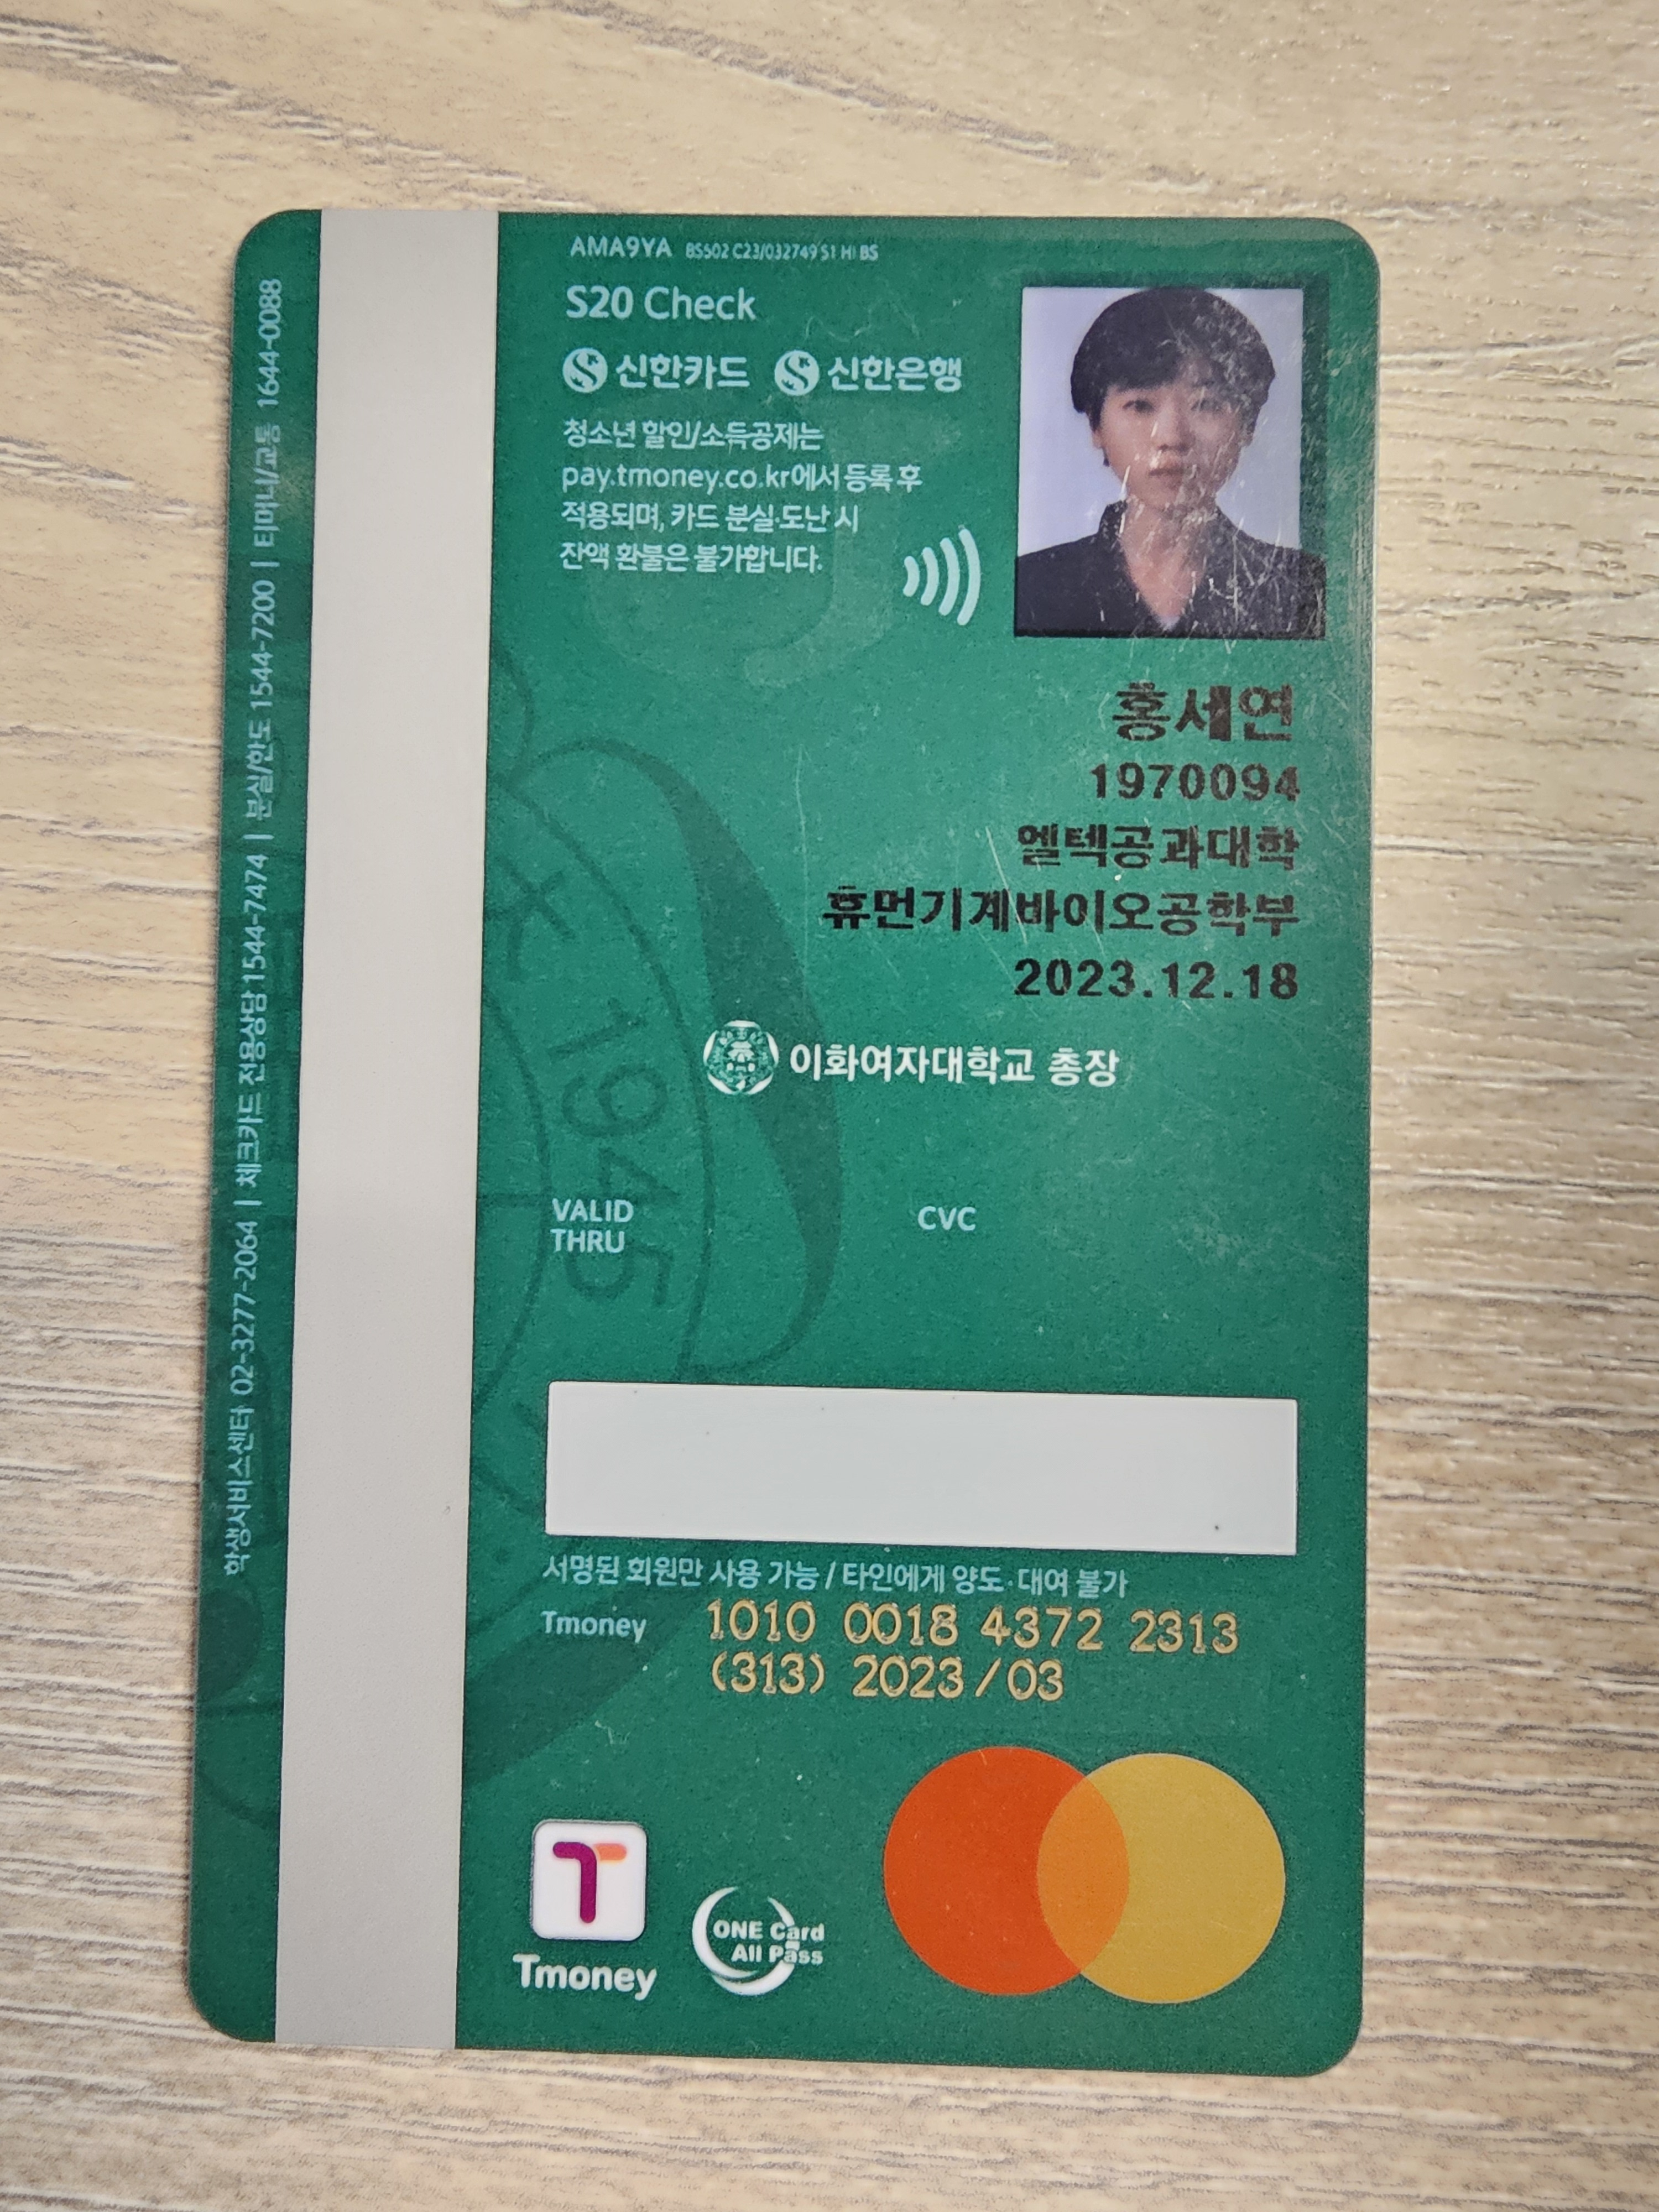 AMA9YA BS502 C23/032749 S1 HI BS
S20 Check
신한카드 신한은행
청소년 할인/소득공제는
pay.tmoney.co.kr에서 등록 후
적용되며, 카드 분실·도난 시
잔액 환불은 불가합니다.
홍세연
1970094
엘텍공과대학
휴먼기계바이오공학부
2023.12.18
이화여자대학교 총장
VALID
THRU
CVC
서명된 회원만 사용 가능 / 타인에게 양도·대여 불가
Tmoney 1010 0018 4372 2313
(313) 2023/03
Tmoney
ONE Card
All Pass
학생서비스센터 02-3277-2064 | 체크카드 전용상담 1544-7474 | 분실/한도 1544-7200 | 티머니/교통 1644-0088
1945